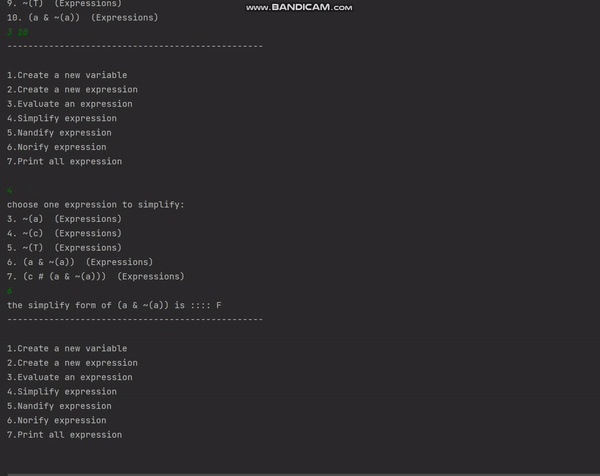 www.BANDICAM.com
9. ~(T)  (Expressions)
10. (a & ~(a))  (Expressions)
3 20
-------------------------------------------------
1.Create a new variable
2.Create a new expression
3.Evaluate an expression
4.Simplify expression
5.Nandify expression
6.Norify expression
7.Print all expression
4
choose one expression to simplify:
3. ~(a)  (Expressions)
4. ~(c)  (Expressions)
5. ~(T)  (Expressions)
6. (a & ~(a))  (Expressions)
7. (c # (a & ~(a)))  (Expressions)
6
the simplify form of (a & ~(a)) is :::: F
-------------------------------------------------
1.Create a new variable
2.Create a new expression
3.Evaluate an expression
4.Simplify expression
5.Nandify expression
6.Norify expression
7.Print all expression